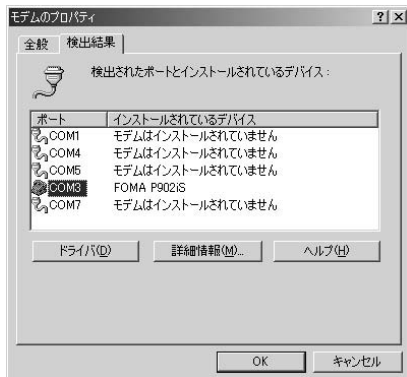 モデムのプロパティ
全般 検出結果
検出されたポートとインストールされているデバイス：
ポート インストールされているデバイス
COM1 モデムはインストールされていません
COM4 モデムはインストールされていません
COM5 モデムはインストールされていません
COM3 FOMA P902iS
COM7 モデムはインストールされていません
ドライバ(D) 詳細情報(M)... ヘルプ(H)
OK キャンセル